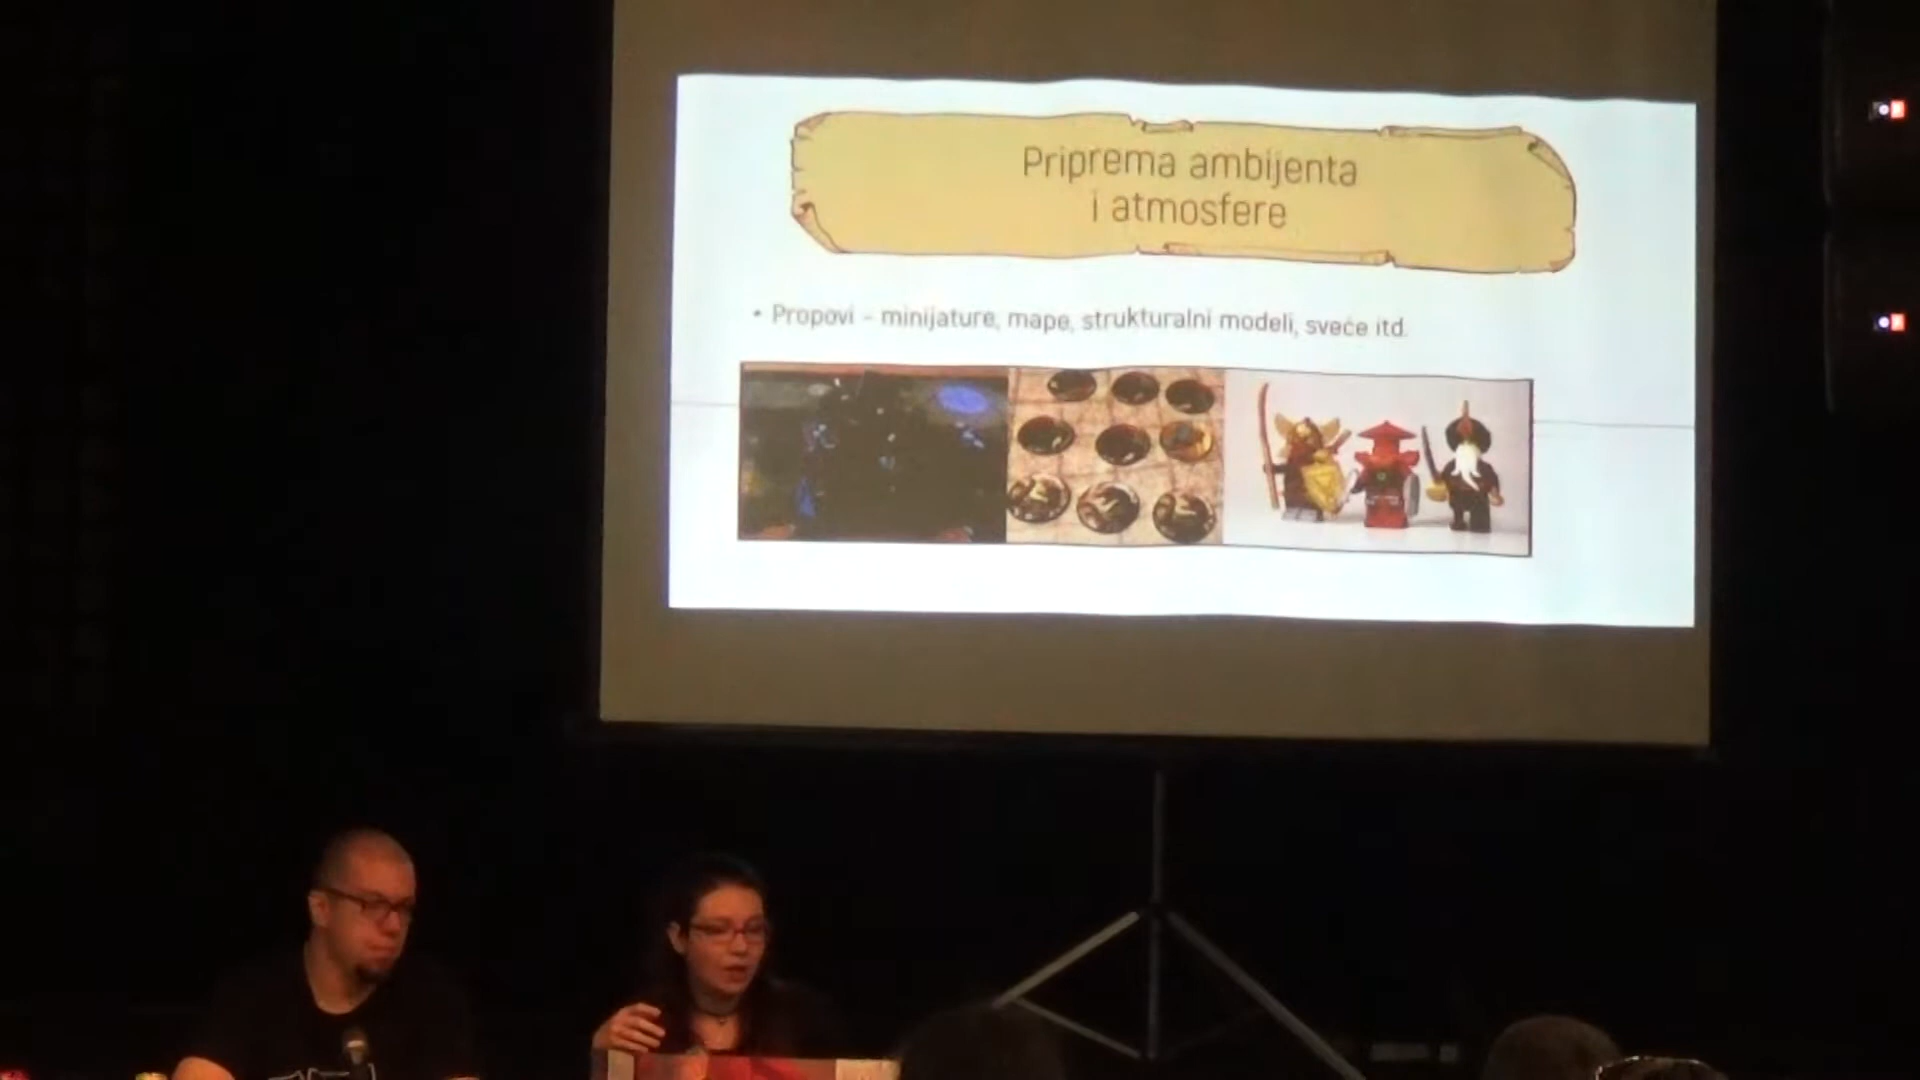 Priprema ambijenta
i atmosfere
• Propovi - minijature, mape, strukturalni modeli, sveće itd.